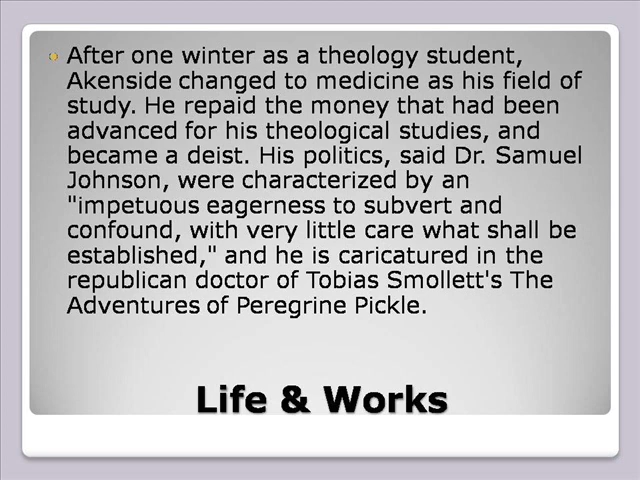 After one winter as a theology student,
Akenside changed to medicine as his field of
study. He repaid the money that had been
advanced for his theological studies, and
became a deist. His politics, said Dr. Samuel
Johnson, were characterized by an
"impetuous eagerness to subvert and
confound, with very little care what shall be
established," and he is caricatured in the
republican doctor of Tobias Smollett's The
Adventures of Peregrine Pickle.
Life & Works